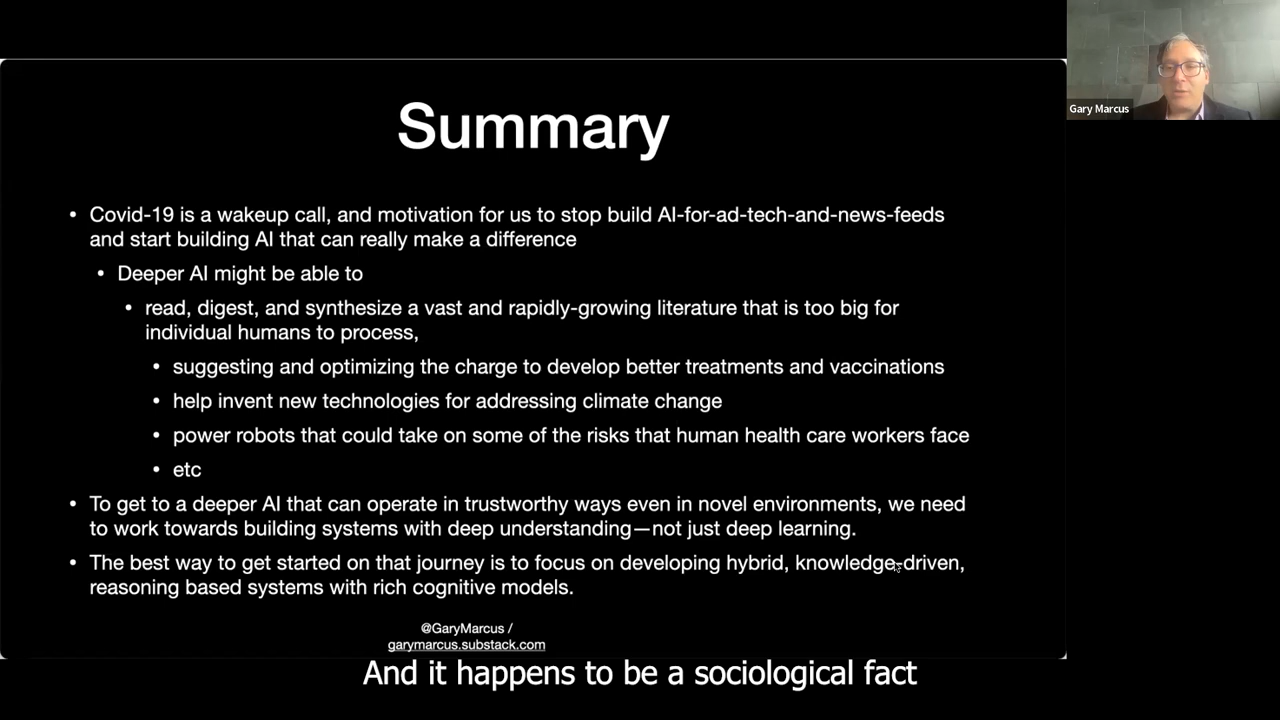 Gary Marcus
Summary
• Covid-19 is a wakeup call, and motivation for us to stop build AI-for-ad-tech-and-news-feeds
and start building AI that can really make a difference
• Deeper AI might be able to
• read, digest, and synthesize a vast and rapidly-growing literature that is too big for
individual humans to process,
• suggesting and optimizing the charge to develop better treatments and vaccinations
• help invent new technologies for addressing climate change
• power robots that could take on some of the risks that human health care workers face
• etc
• To get to a deeper AI that can operate in trustworthy ways even in novel environments, we need
to work towards building systems with deep understanding—not just deep learning.
• The best way to get started on that journey is to focus on developing hybrid, knowledge-driven,
reasoning based systems with rich cognitive models.
@GaryMarcus /
garymarcus.substack.com
And it happens to be a sociological fact